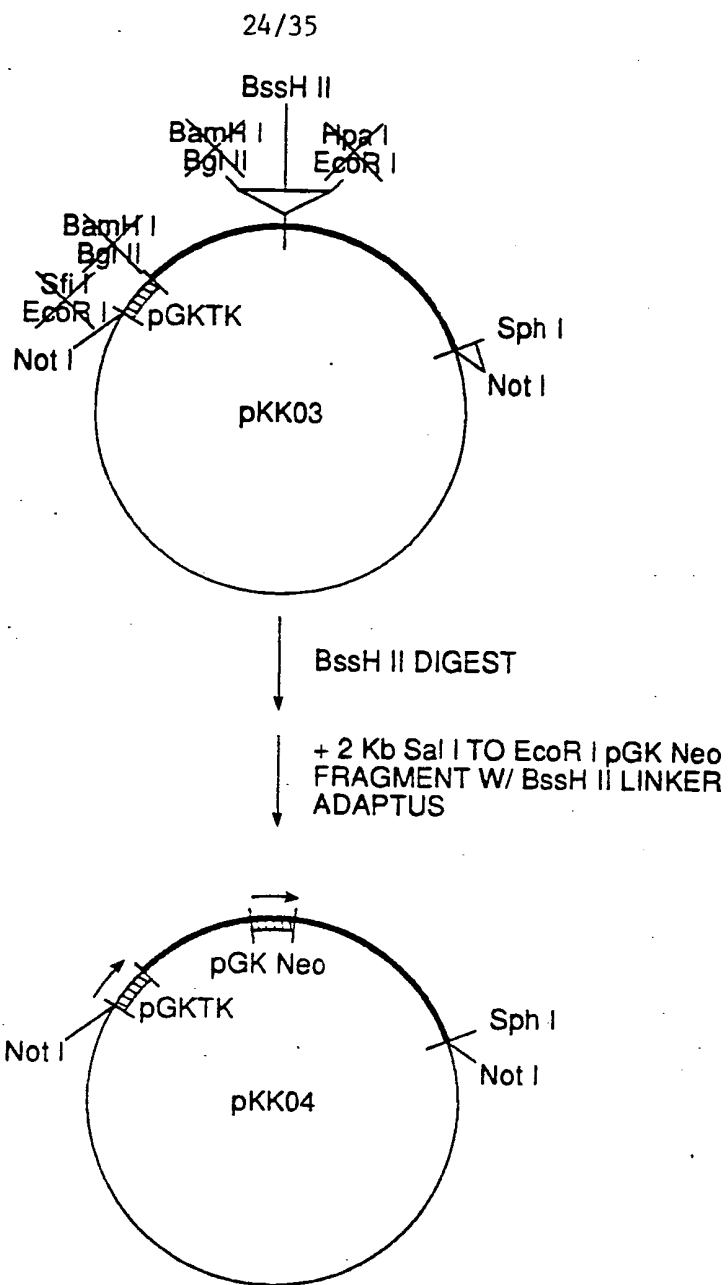 24/35
BssH II
BamH I
Bgl II
Hpa I
EcoR I
BamH I
Bgl II
Sfi I
EcoR I
pGKTK
Not I
Sph I
Not I
pKK03
BssH II DIGEST
+ 2 Kb Sal I TO EcoR I pGK Neo
FRAGMENT W/ BssH II LINKER
ADAPTUS
pGK Neo
pGKTK
Not I
Sph I
Not I
pKK04